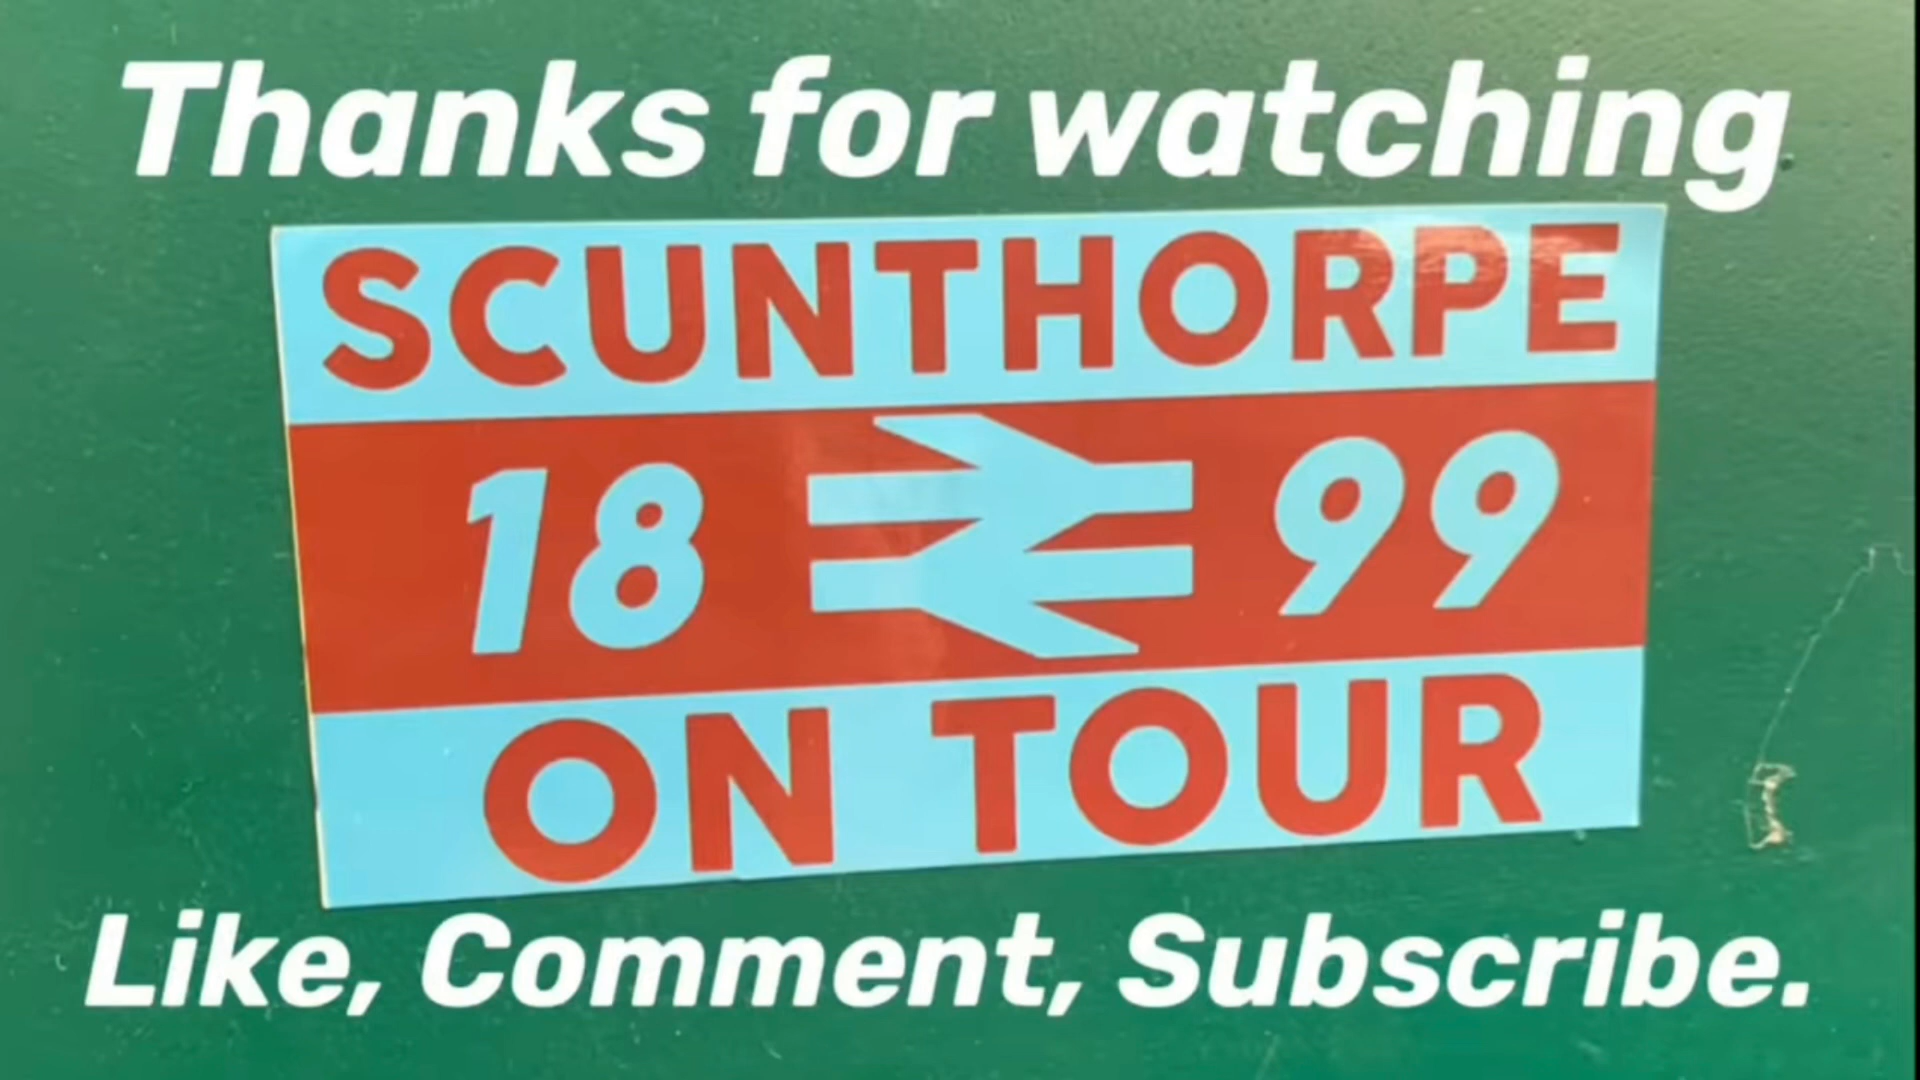 Thanks for watching
SCUNTHORPE
18 99
ON TOUR
Like, Comment, Subscribe.